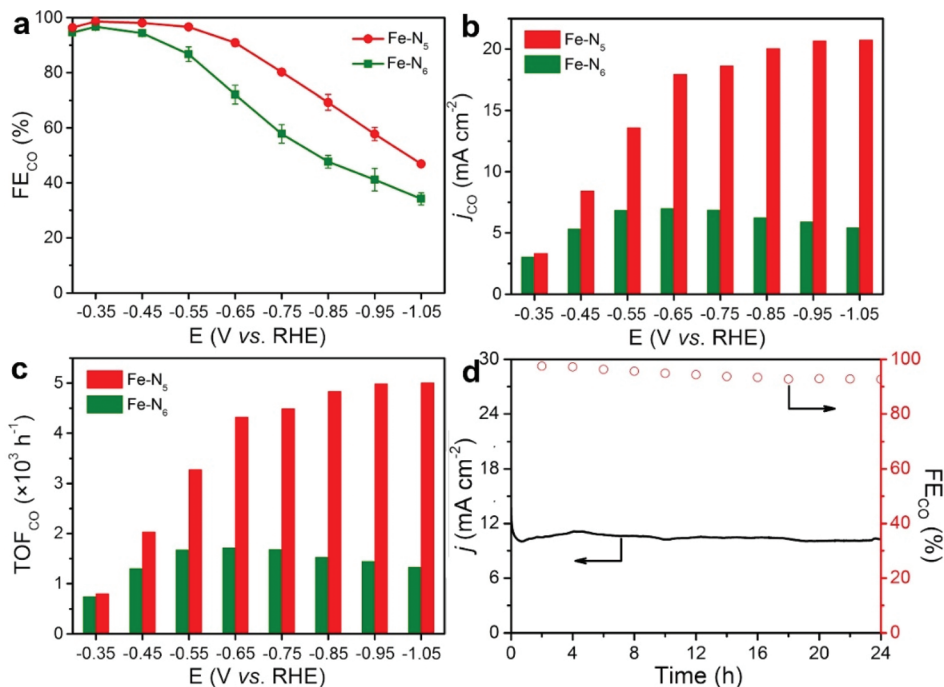 a
FE_CO (%)
100
80
60
40
20
0
Fe-N₅
Fe-N₆
-0.35 -0.45 -0.55 -0.65 -0.75 -0.85 -0.95 -1.05
E (V vs. RHE)
b
j_CO (mA cm⁻²)
20
15
10
5
0
Fe-N₅
Fe-N₆
-0.35 -0.45 -0.55 -0.65 -0.75 -0.85 -0.95 -1.05
E (V vs. RHE)
c
TOF_CO (×10³ h⁻¹)
5
4
3
2
1
0
Fe-N₅
Fe-N₆
-0.35 -0.45 -0.55 -0.65 -0.75 -0.85 -0.95 -1.05
E (V vs. RHE)
d
j (mA cm⁻²)
30
27
18
12
9
6
0
0 4 8 12 16 20 24
Time (h)
100
80
90
60
40
20
0
FE_CO (%)